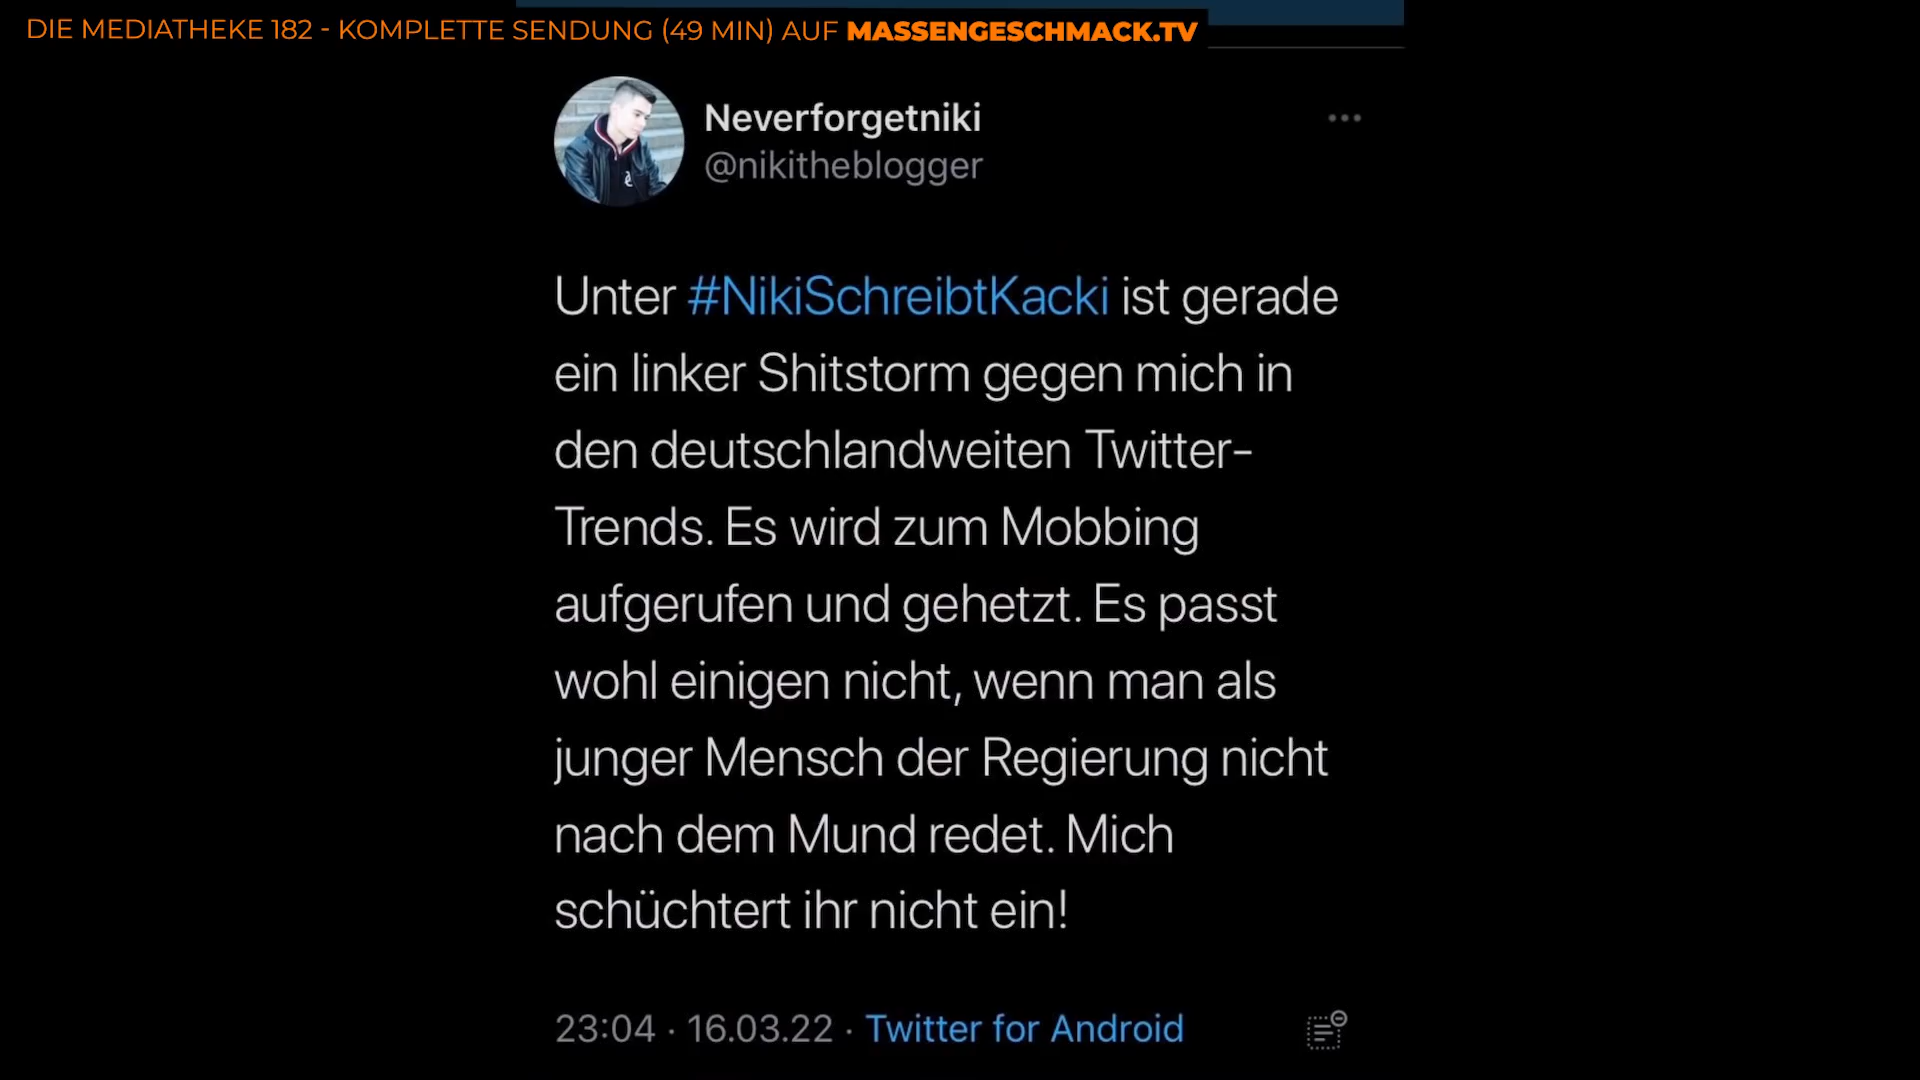 DIE MEDIATHEKE 182 - KOMPLETTE SENDUNG (49 MIN) AUF MASSENGESCHMACK.TV
Neverforgetniki
@nikitheblogger
Unter #NikiSchreibtKacki ist gerade
ein linker Shitstorm gegen mich in
den deutschlandweiten Twitter-
Trends. Es wird zum Mobbing
aufgerufen und gehetzt. Es passt
wohl einigen nicht, wenn man als
junger Mensch der Regierung nicht
nach dem Mund redet. Mich
schüchtert ihr nicht ein!
23:04 · 16.03.22 · Twitter for Android